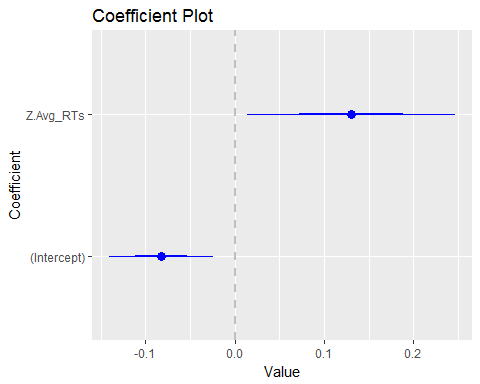 Coefficient Plot
Coefficient
Z.Avg_RTs
(Intercept)
-0.1 0.0 0.1 0.2
Value